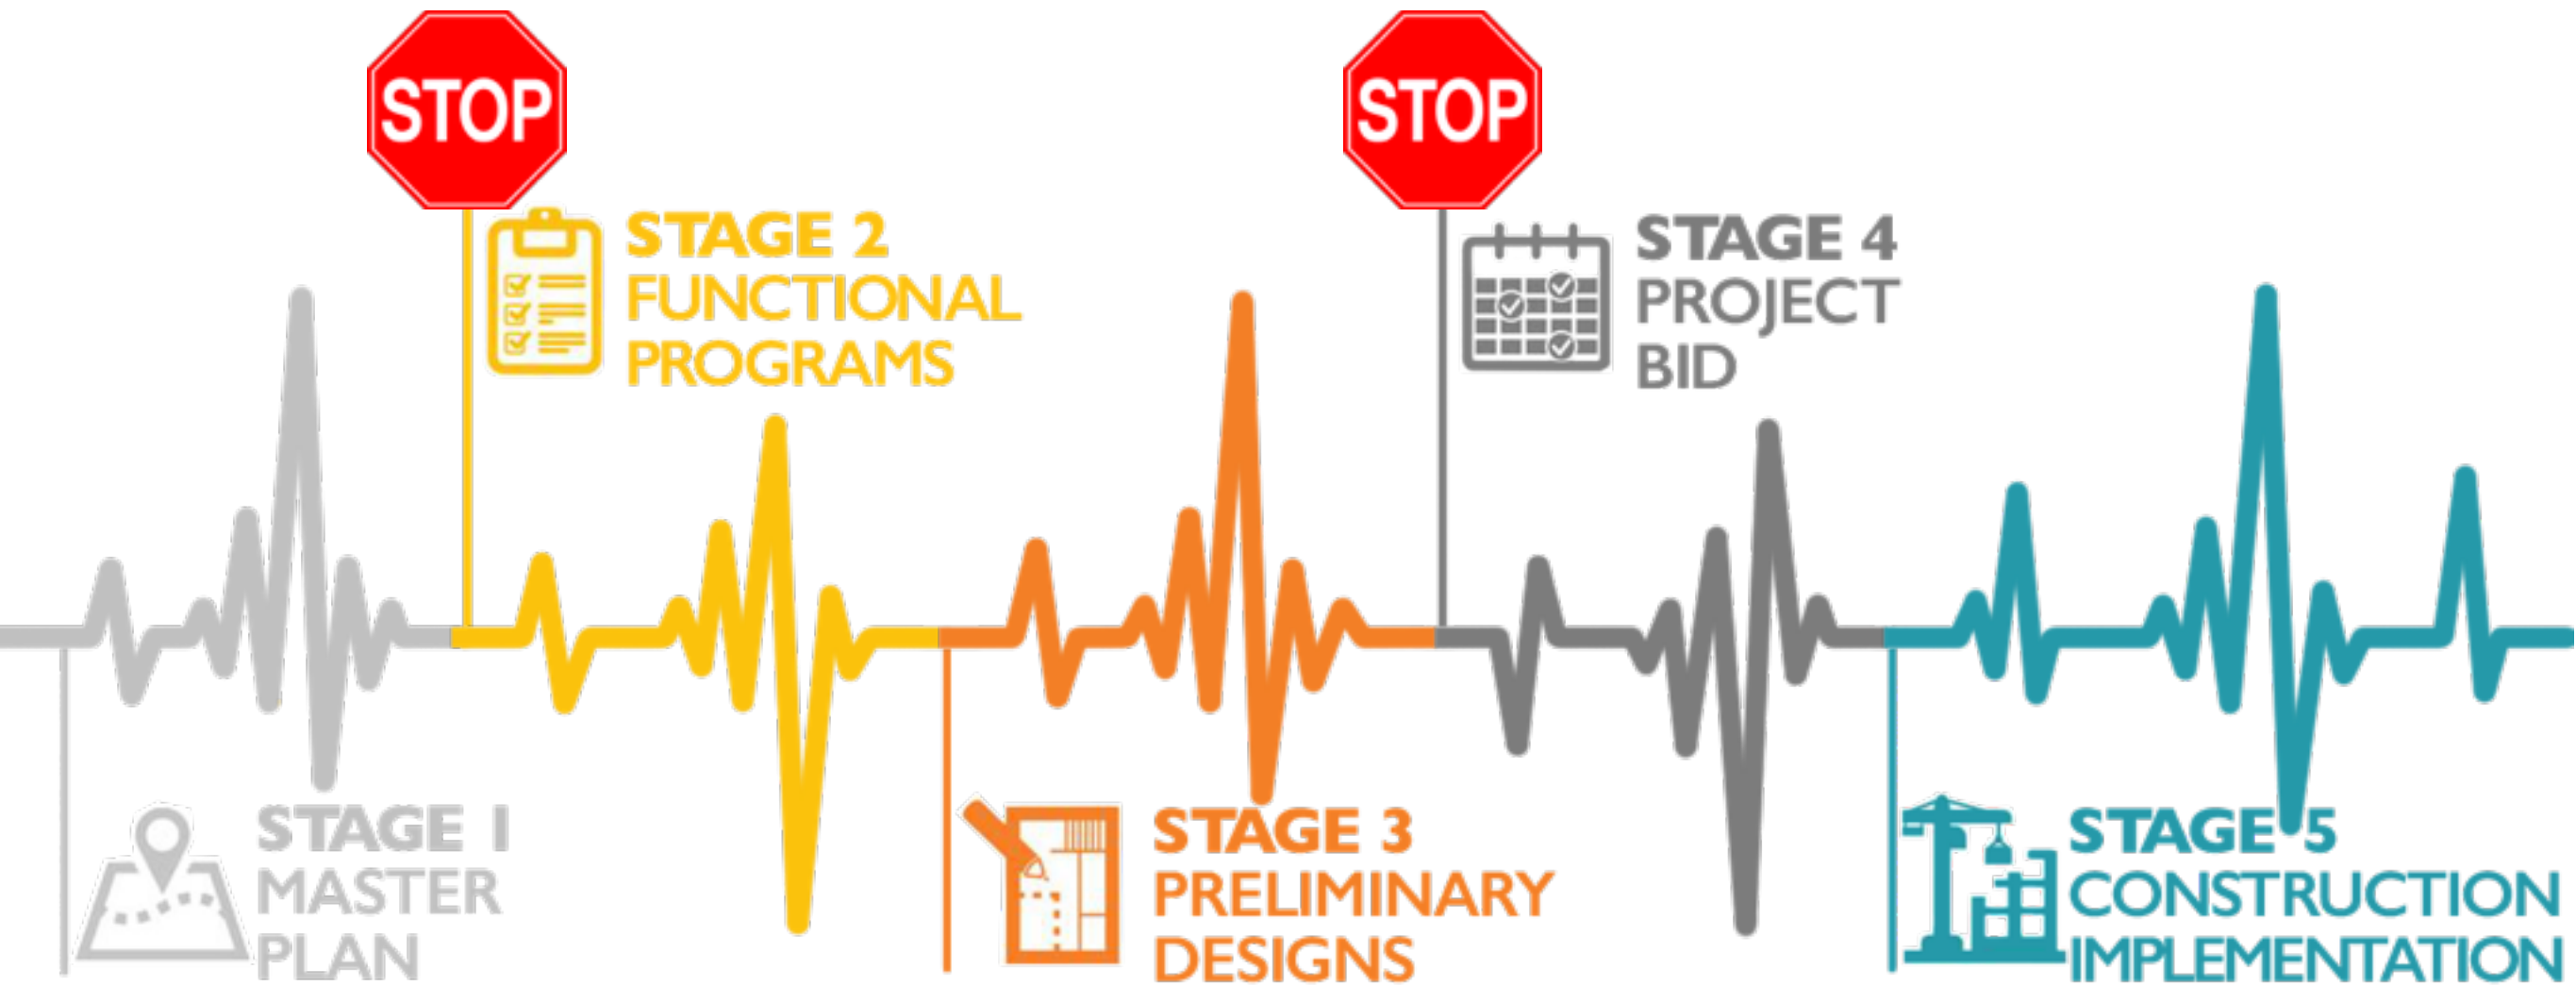 STOP
STOP
STAGE 2
FUNCTIONAL
PROGRAMS
STAGE 4
PROJECT
BID
STAGE 1
MASTER
PLAN
STAGE 3
PRELIMINARY
DESIGNS
STAGE 5
CONSTRUCTION
IMPLEMENTATION